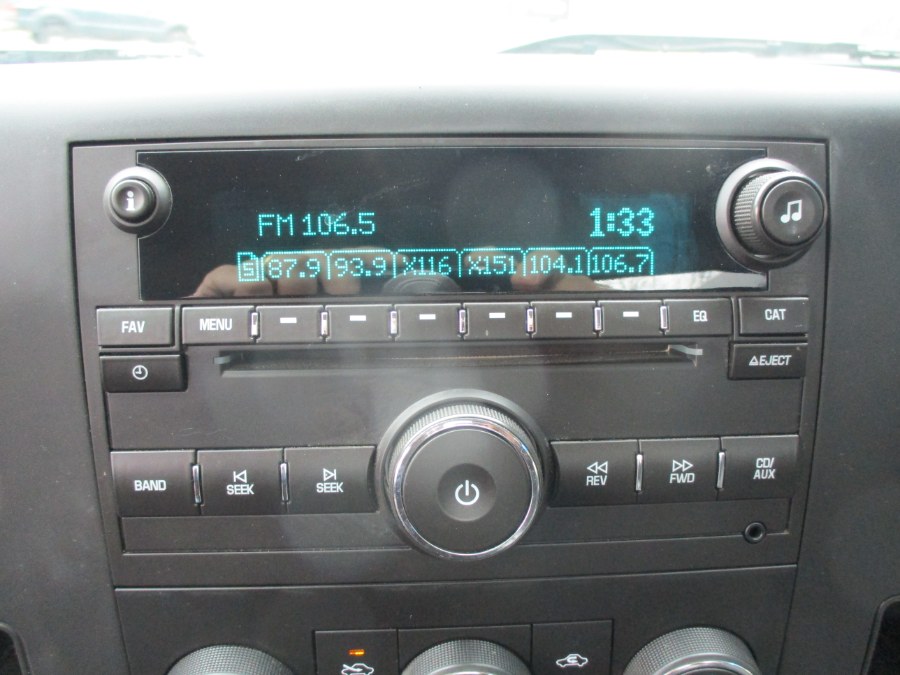 i
FM 106.5 1:33
5 87.9 93.9 X116 X151 104.1 106.7
FAV MENU EQ CAT
EJECT
BAND SEEK SEEK REV FWD CD/
AUX